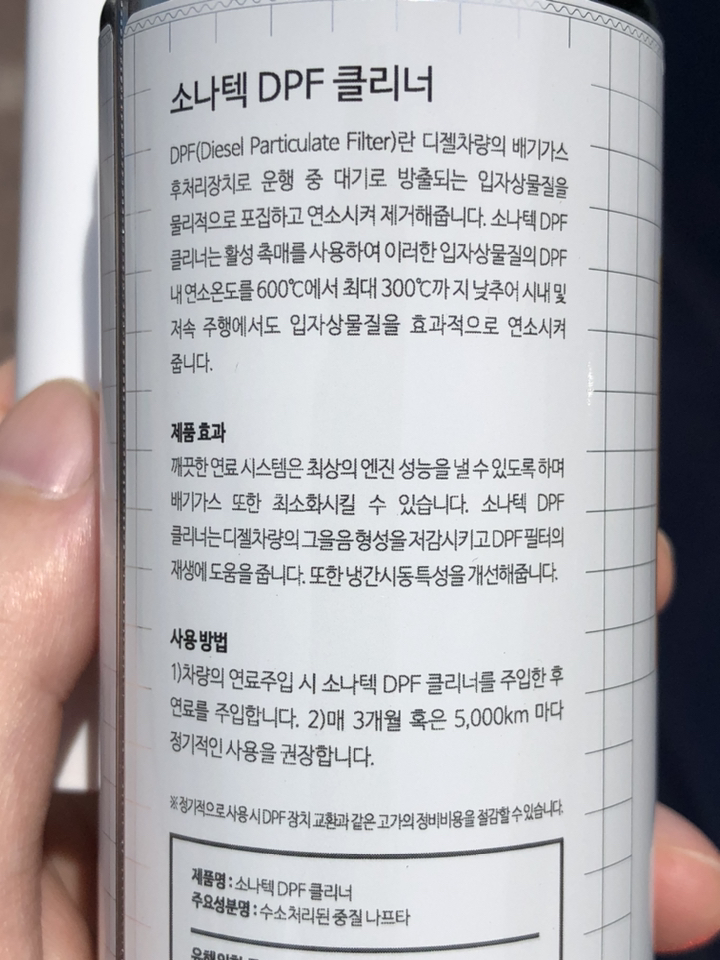 소나텍 DPF 클리너
DPF(Diesel Particulate Filter)란 디젤차량의 배기가스
후처리장치로 운행 중 대기로 방출되는 입자상물질을
물리적으로 포집하고 연소시켜 제거해줍니다. 소나텍 DPF
클리너는 활성 촉매를 사용하여 이러한 입자상물질의 DPF
내 연소온도를 600℃에서 최대 300℃까지 낮추어 시내 및
저속 주행에서도 입자상물질을 효과적으로 연소시켜
줍니다.
제품 효과
깨끗한 연료 시스템은 최상의 엔진 성능을 낼 수 있도록 하며
배기가스 또한 최소화시킬 수 있습니다. 소나텍 DPF
클리너는 디젤차량의 그을음 형성을 저감시키고 DPF 필터의
재생에 도움을 줍니다. 또한 냉간시동특성을 개선해줍니다.
사용 방법
1)차량의 연료주입 시 소나텍 DPF 클리너를 주입한 후
연료를 주입합니다. 2)매 3개월 혹은 5,000km 마다
정기적인 사용을 권장합니다.
※정기적으로 사용 시 DPF 장치 교환과 같은 고가의 정비비용을 절감할 수 있습니다.
제품명 : 소나텍 DPF 클리너
주요성분명 : 수소처리된 중질 나프타